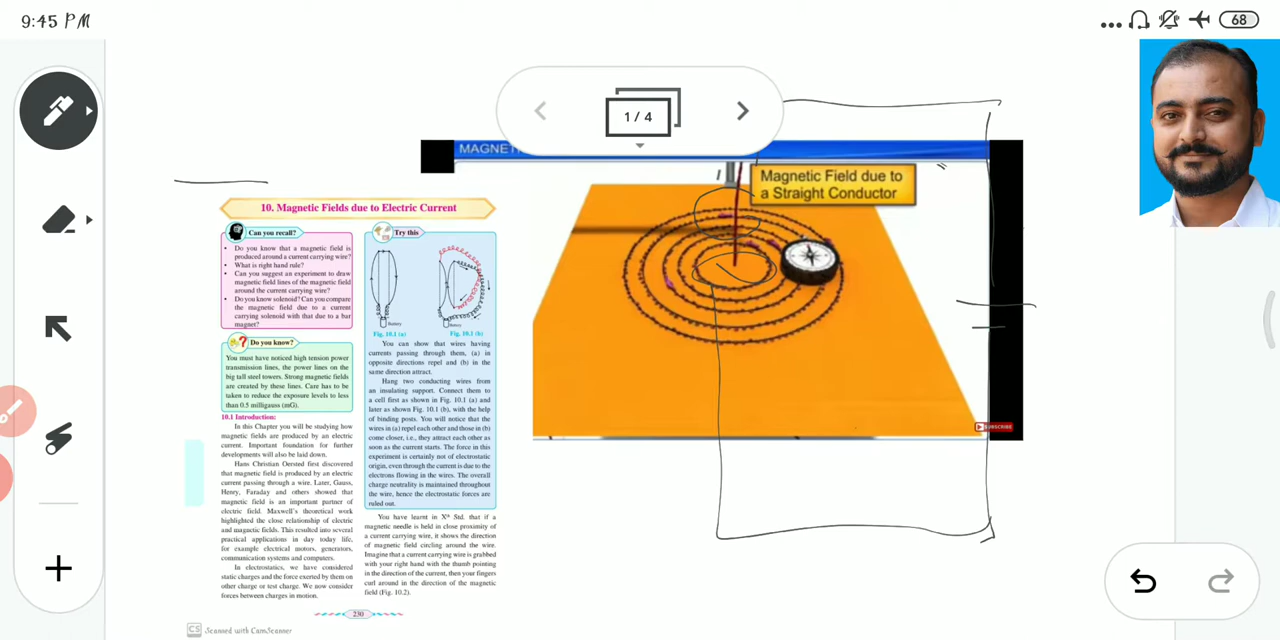 9:45 PM
68
1 / 4
MAGNET
I
Magnetic Field due to
a Straight Conductor
SUBSCRIBE
10. Magnetic Fields due to Electric Current
Can you recall?
• Do you know that a magnetic field is
produced around a current carrying wire?
• What is right hand rule?
• Can you suggest an experiment to draw
magnetic field lines of the magnetic field
around the current carrying wire?
• Do you know solenoid? Can you compare
the magnetic field due to a current
carrying solenoid with that due to a bar
magnet?
Do you know?
You must have noticed high tension power
transmission lines, the power lines on the
big tall steel towers. Strong magnetic fields
are created by these lines. Care has to be
taken to reduce the exposure levels to less
than 0.5 milligauss (mG).
10.1 Introduction:
In this Chapter you will be studying how
magnetic fields are produced by an electric
current. Important foundation for further
developments will also be laid down.
Hans Christian Oersted first discovered
that magnetic field is produced by an electric
current passing through a wire. Later, Gauss,
Henry, Faraday and others showed that
magnetic field is an important partner of
electric field. Maxwell's theoretical work
highlighted the close relationship of electric
and magnetic fields. This resulted into several
practical applications in day today life,
for example electrical motors, generators,
communication systems and computers.
In electrostatics, we have considered
static charges and the force exerted by them on
other charge or test charge. We now consider
forces between charges in motion.
Try this
Battery
Battery
Fig. 10.1 (a)
Fig. 10.1 (b)
You can show that wires having
currents passing through them, (a) in
opposite directions repel and (b) in the
same direction attract.
Hang two conducting wires from
an insulating support. Connect them to
a cell first as shown in Fig. 10.1 (a) and
later as shown Fig. 10.1 (b), with the help
of binding posts. You will notice that the
wires in (a) repel each other and those in (b)
come closer, i.e., they attract each other as
soon as the current starts. The force in this
experiment is certainly not of electrostatic
origin, even through the current is due to the
electrons flowing in the wires. The overall
charge neutrality is maintained throughout
the wire, hence the electrostatic forces are
ruled out.
You have learnt in Xth Std. that if a
magnetic needle is held in close proximity of
a current carrying wire, it shows the direction
of magnetic field circling around the wire.
Imagine that a current carrying wire is grabbed
with your right hand with the thumb pointing
in the direction of the current, then your fingers
curl around in the direction of the magnetic
field (Fig. 10.2).
230
CS Scanned with CamScanner